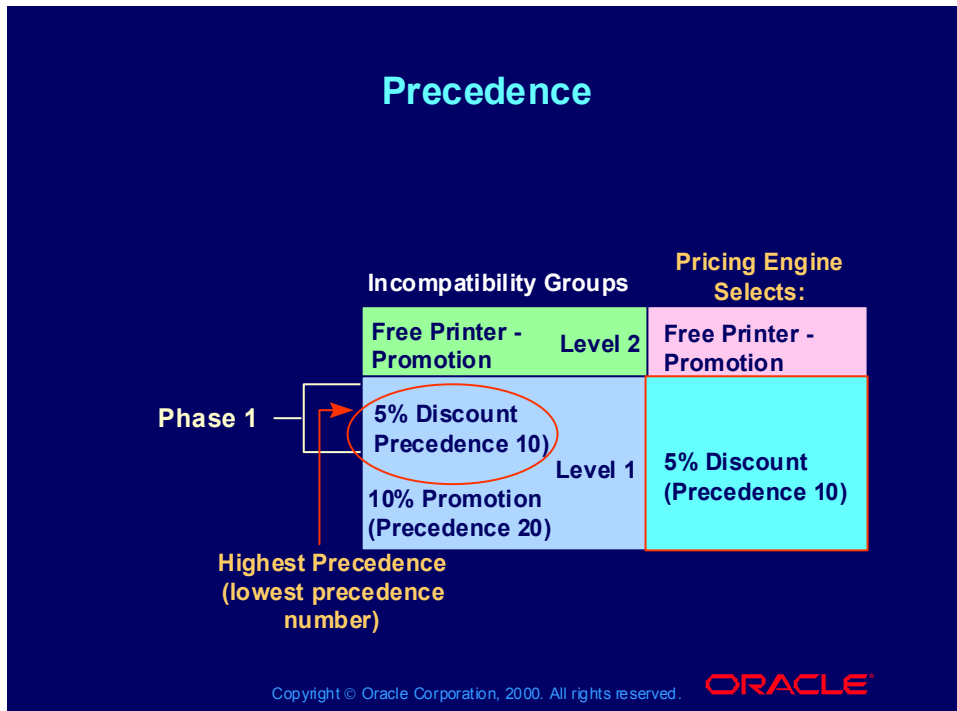 Precedence
Incompatibility Groups
Pricing Engine
Selects:
Free Printer -
Promotion
Level 2
Free Printer -
Promotion
Phase 1
5% Discount
Precedence 10)
Level 1
10% Promotion
(Precedence 20)
5% Discount
(Precedence 10)
Highest Precedence
(lowest precedence
number)
Copyright © Oracle Corporation, 2000. All rights reserved.
ORACLE®